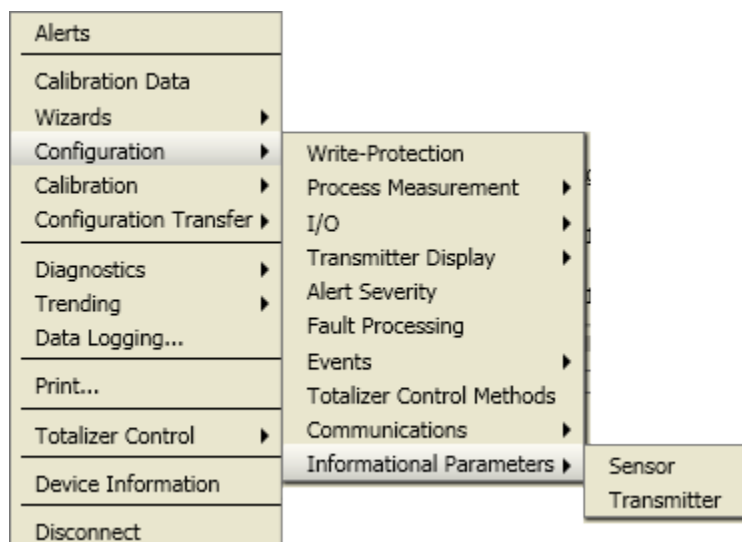 Alerts
Calibration Data
Wizards
Configuration
Calibration
Configuration Transfer
Diagnostics
Trending
Data Logging...
Print...
Totalizer Control
Device Information
Disconnect
Write-Protection
Process Measurement
I/O
Transmitter Display
Alert Severity
Fault Processing
Events
Totalizer Control Methods
Communications
Informational Parameters
Sensor
Transmitter